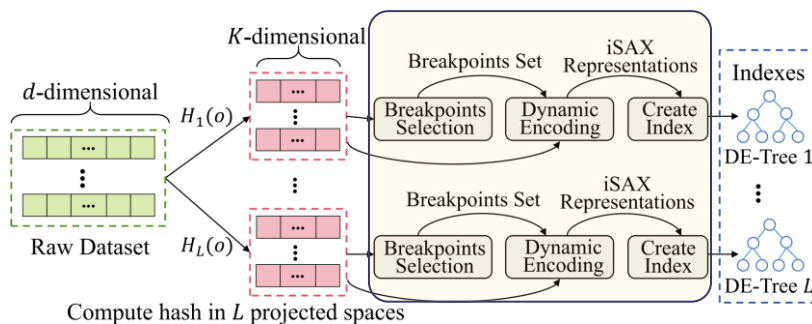 K-dimensional
d-dimensional
H₁(o)
...
...
Raw Dataset
H_L(o)
...
...
...
...
Compute hash in L projected spaces
Breakpoints Set
iSAX
Representations
Breakpoints
Selection
Dynamic
Encoding
Create
Index
Breakpoints Set
iSAX
Representations
Breakpoints
Selection
Dynamic
Encoding
Create
Index
Indexes
DE-Tree 1
DE-Tree L